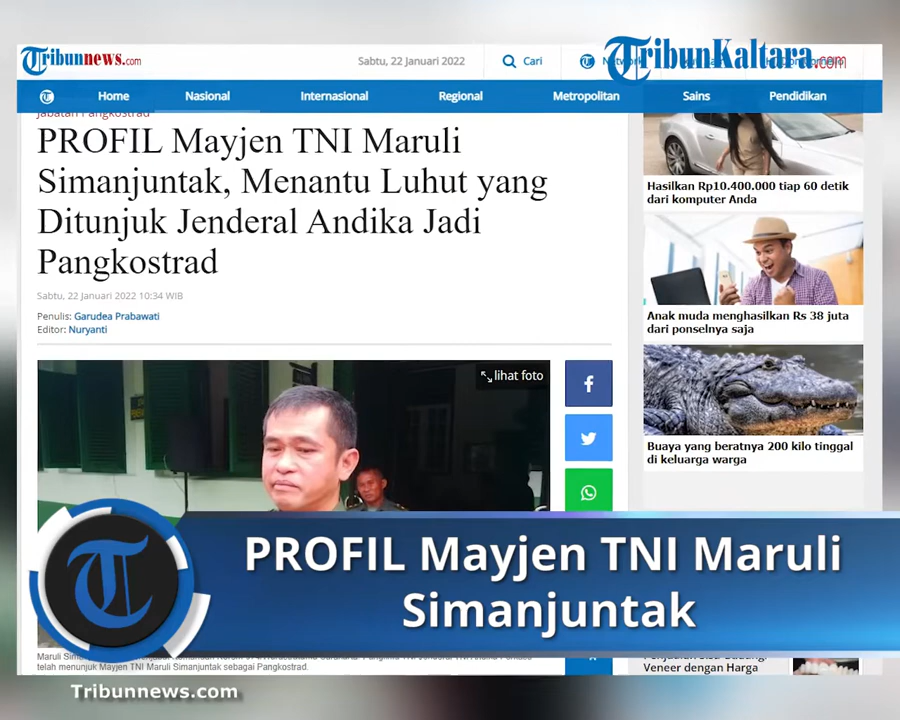 Tribunnews.com
Sabtu, 22 Januari 2022
Cari
TribunKaltara.com
Home
Nasional
Internasional
Regional
Metropolitan
Sains
Pendidikan
Jabatan Pangkostrad
PROFIL Mayjen TNI Maruli
Simanjuntak, Menantu Luhut yang
Ditunjuk Jenderal Andika Jadi
Pangkostrad
Sabtu, 22 Januari 2022 10:34 WIB
Penulis: Garudea Prabawati
Editor: Nuryanti
lihat foto
Hasilkan Rp10.400.000 tiap 60 detik
dari komputer Anda
Anak muda menghasilkan Rs 38 juta
dari ponselnya saja
Buaya yang beratnya 200 kilo tinggal
di keluarga warga
PROFIL Mayjen TNI Maruli
Simanjuntak
telah menunjuk Mayjen TNI Maruli Simanjuntak sebagai Pangkostrad.
Veneer dengan Harga
Tribunnews.com